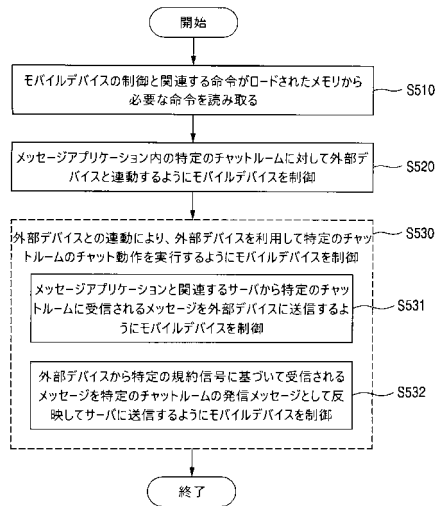 開始
モバイルデバイスの制御と関連する命令がロードされたメモリから
必要な命令を読み取る
S510
メッセージアプリケーション内の特定のチャットルームに対して外部デ
バイスと連動するようにモバイルデバイスを制御
S520
S530
外部デバイスとの連動により、外部デバイスを利用して特定のチャッ
トルームのチャット動作を実行するようにモバイルデバイスを制御
メッセージアプリケーションと関連するサーバから特定のチャッ
トルームに受信されるメッセージを外部デバイスに送信するよ
うにモバイルデバイスを制御
S531
外部デバイスから特定の規約信号に基づいて受信される
メッセージを特定のチャットルームの発信メッセージとして反
映してサーバに送信するようにモバイルデバイスを制御
S532
終了